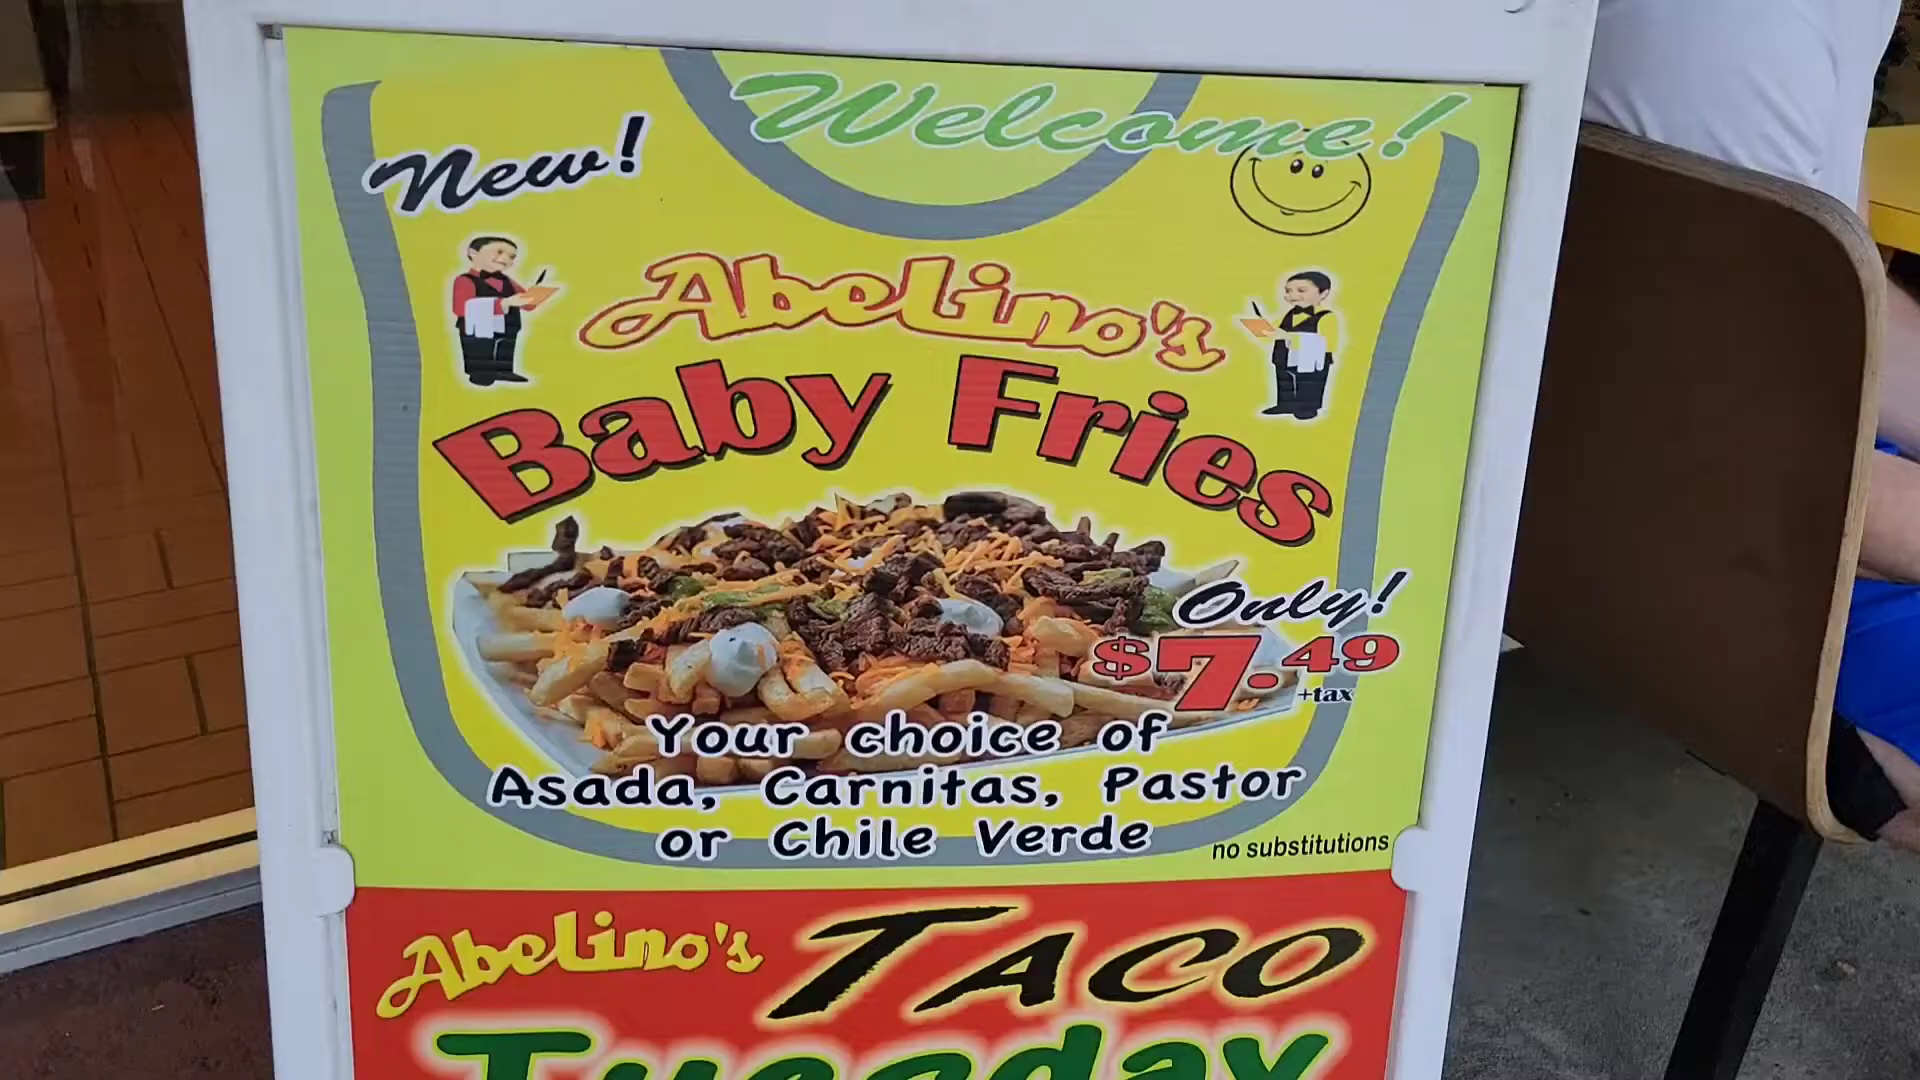 Welcome!
New!
Abelino's
Baby Fries
Only!
$7.49
+tax
Your choice of
Asada, Carnitas, Pastor
or Chile Verde
no substitutions
Abelino's TACO
Tuesday